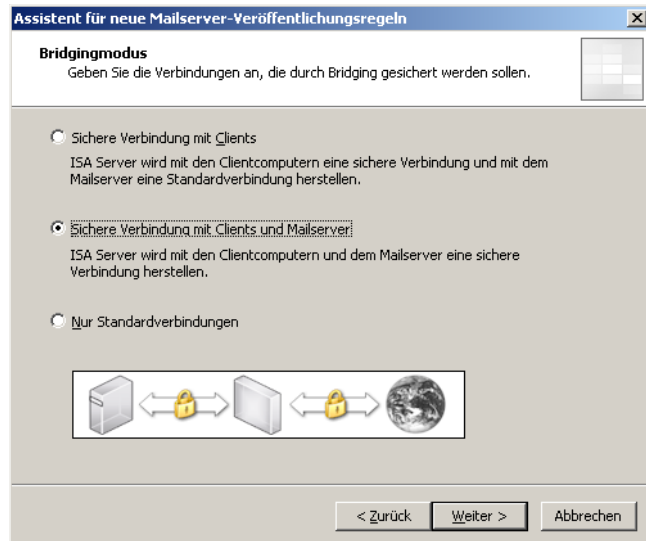 Assistent für neue Mailserver-Veröffentlichungsregeln
Bridgingmodus
Geben Sie die Verbindungen an, die durch Bridging gesichert werden sollen.
Sichere Verbindung mit Clients
ISA Server wird mit den Clientcomputern eine sichere Verbindung und mit dem
Mailserver eine Standardverbindung herstellen.
Sichere Verbindung mit Clients und Mailserver
ISA Server wird mit den Clientcomputern und dem Mailserver eine sichere
Verbindung herstellen.
Nur Standardverbindungen
< Zurück
Weiter >
Abbrechen